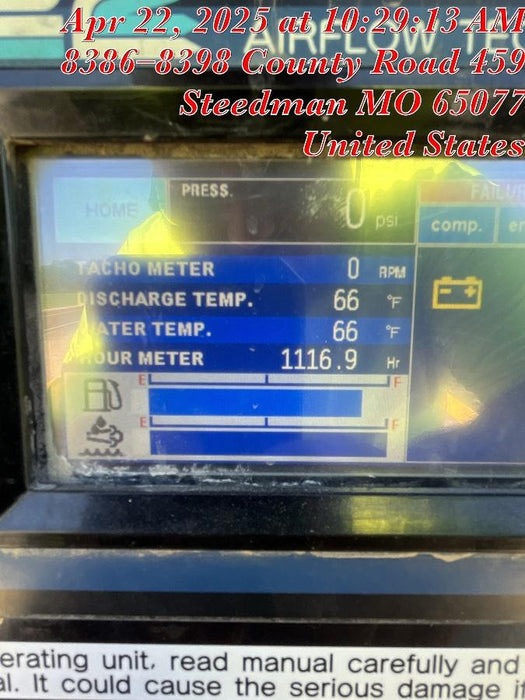 Apr 22, 2025 at 10:29:13 AM
8386–8398 County Road 459
Steedman MO 65077
United States
AIRFLOW
HOME
PRESS.
0 psi
comp.
TACHO METER 0 RPM
DISCHARGE TEMP. 66 °F
WATER TEMP. 66 °F
HOUR METER 1116.9 Hr
E F
E F
erating unit, read manual carefully and
al. It could cause the serious damage